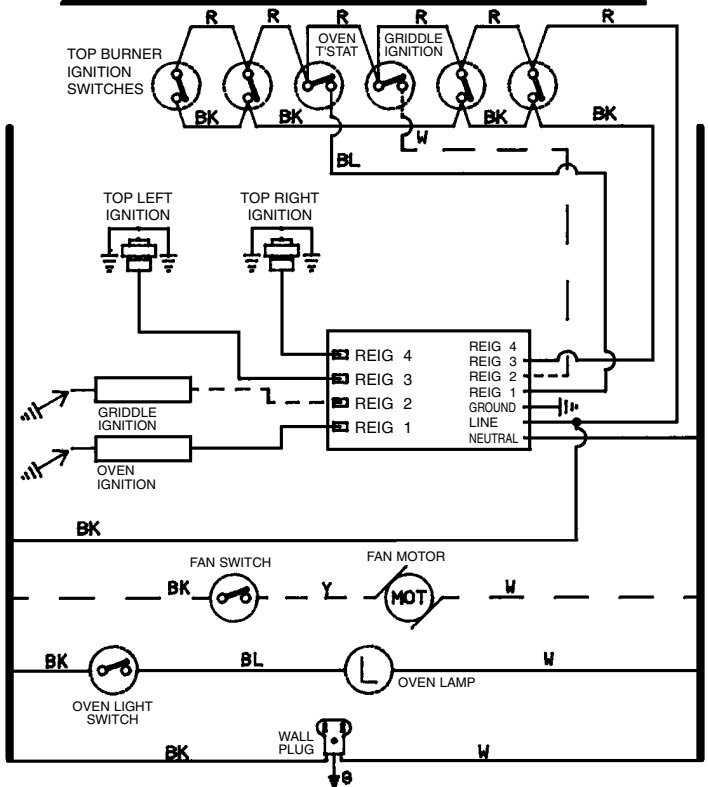 R R R R R
TOP BURNER
IGNITION
SWITCHES
OVEN
T'STAT
GRIDDLE
IGNITION
BK BK BK BK
W
BL
TOP LEFT
IGNITION
TOP RIGHT
IGNITION
REIG 4
REIG 3
REIG 2
REIG 1
REIG 4
REIG 3
REIG 2
REIG 1
GROUND
LINE
NEUTRAL
GRIDDLE
IGNITION
OVEN
IGNITION
BK
FAN SWITCH
FAN MOTOR
BK Y MOT W
BK BL L W
OVEN LAMP
OVEN LIGHT
SWITCH
WALL
PLUG
BK W
G